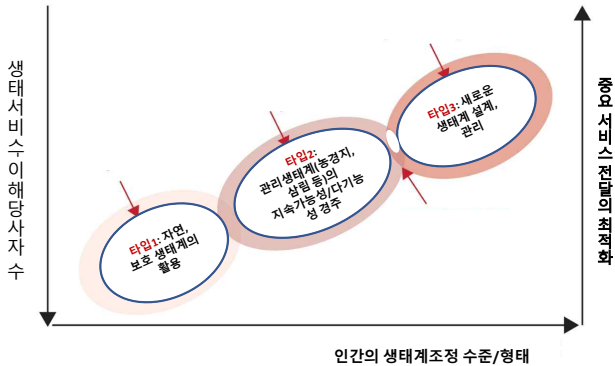 생태서비수이해당사자 수
타입1: 자연,
보호 생태계의
활용
타입2:
관리생태계(농경지,
삼림 등)의
지속가능성/다기능
성 경주
타입3: 새로운
생태계 설계,
관리
중요 서비스 전달의 최적화
인간의 생태계조정 수준/형태